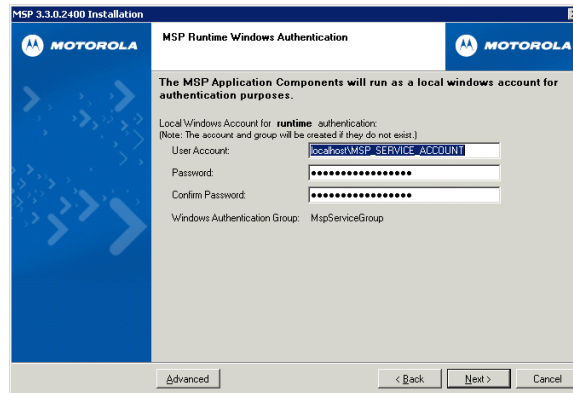 MSP 3.3.0.2400 Installation
MOTOROLA
MSP Runtime Windows Authentication
MOTOROLA
The MSP Application Components will run as a local windows account for
authentication purposes.
Local Windows Account for runtime authentication:
(Note: The account and group will be created if they do not exist.)
User Account: localhost\MSP_SERVICE_ACCOUNT
Password: •••••••••••••••••
Confirm Password: •••••••••••••••••
Windows Authentication Group: MspServiceGroup
Advanced < Back Next > Cancel